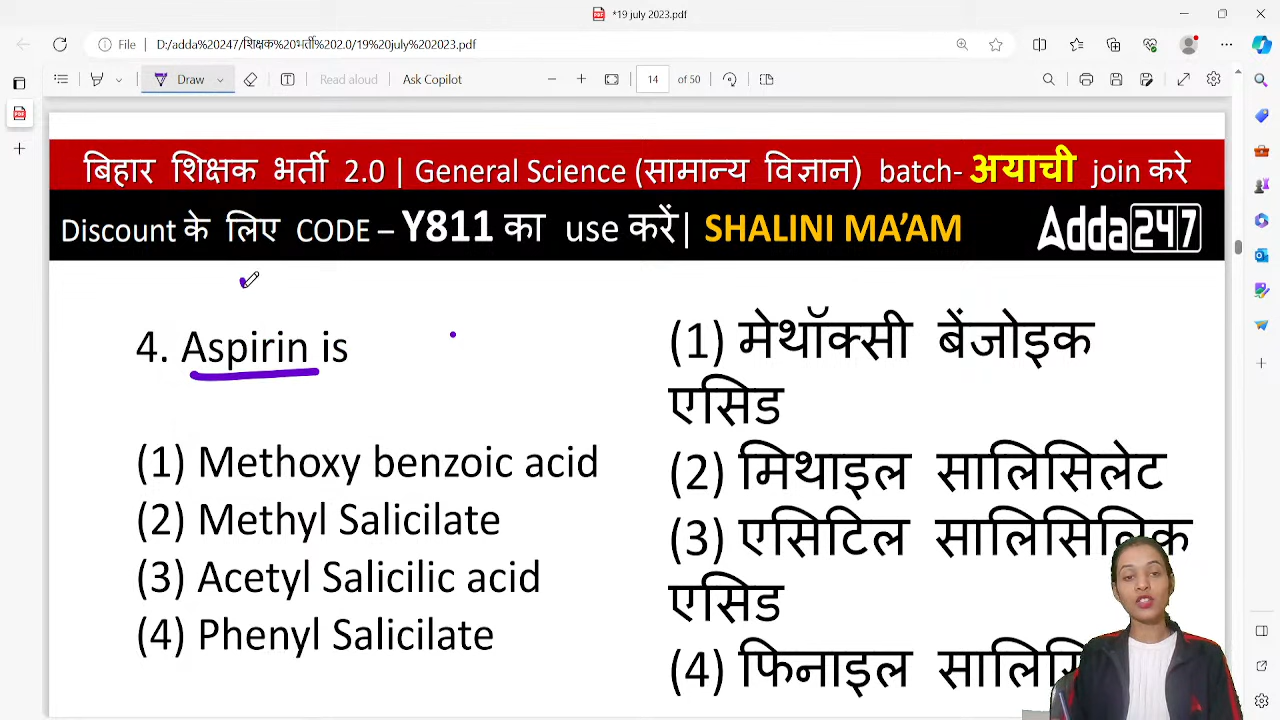 *19 july 2023.pdf
File D:/adda%20247/शिक्षक%20भर्ती%202.0/19%20july%202023.pdf
Draw Read aloud Ask Copilot 14 of 50
बिहार शिक्षक भर्ती 2.0 | General Science (सामान्य विज्ञान) batch- अयाची join करे
Discount के लिए CODE – Y811 का use करें| SHALINI MA’AM Adda247
4. Aspirin is
(1) Methoxy benzoic acid
(2) Methyl Salicilate
(3) Acetyl Salicilic acid
(4) Phenyl Salicilate
(1) मेथॉक्सी बेंजोइक
एसिड
(2) मिथाइल सालिसिलेट
(3) एसिटिल सालिसिलिक
एसिड
(4) फिनाइल